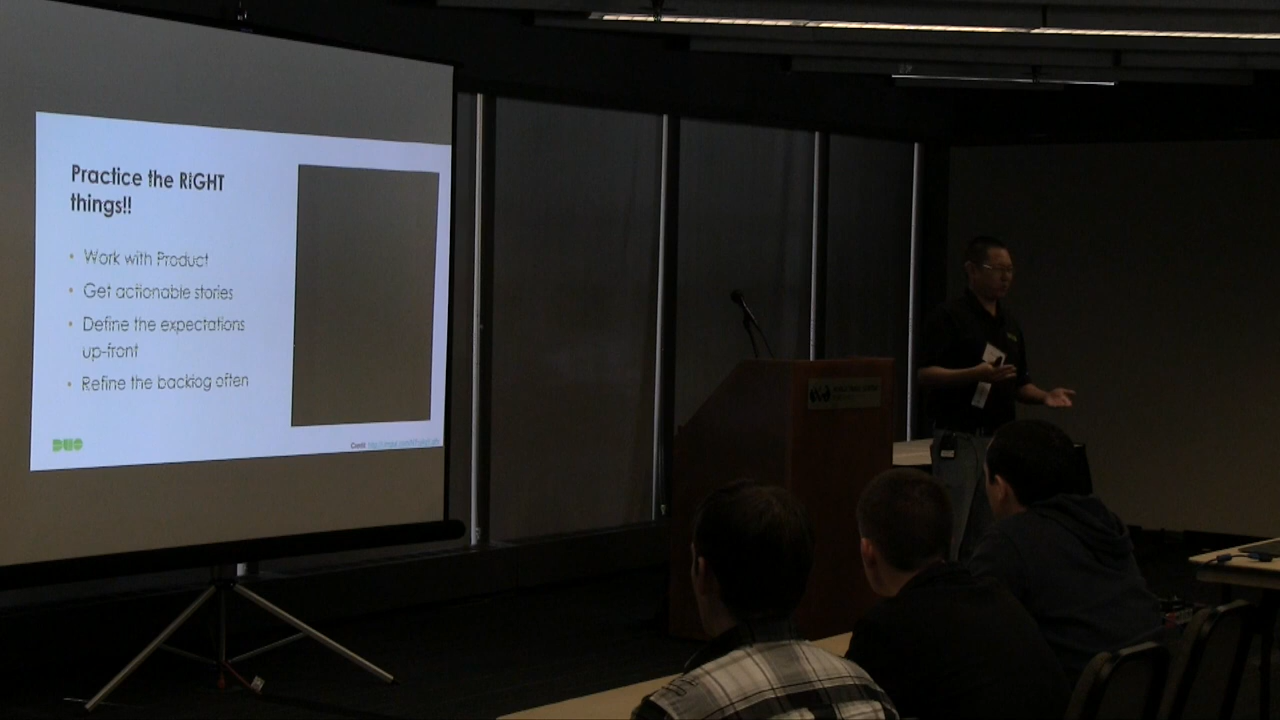 Practice the RIGHT
things!!
• Work with Product
• Get actionable stories
• Define the expectations
up-front
• Refine the backlog often
DUO
Credit: